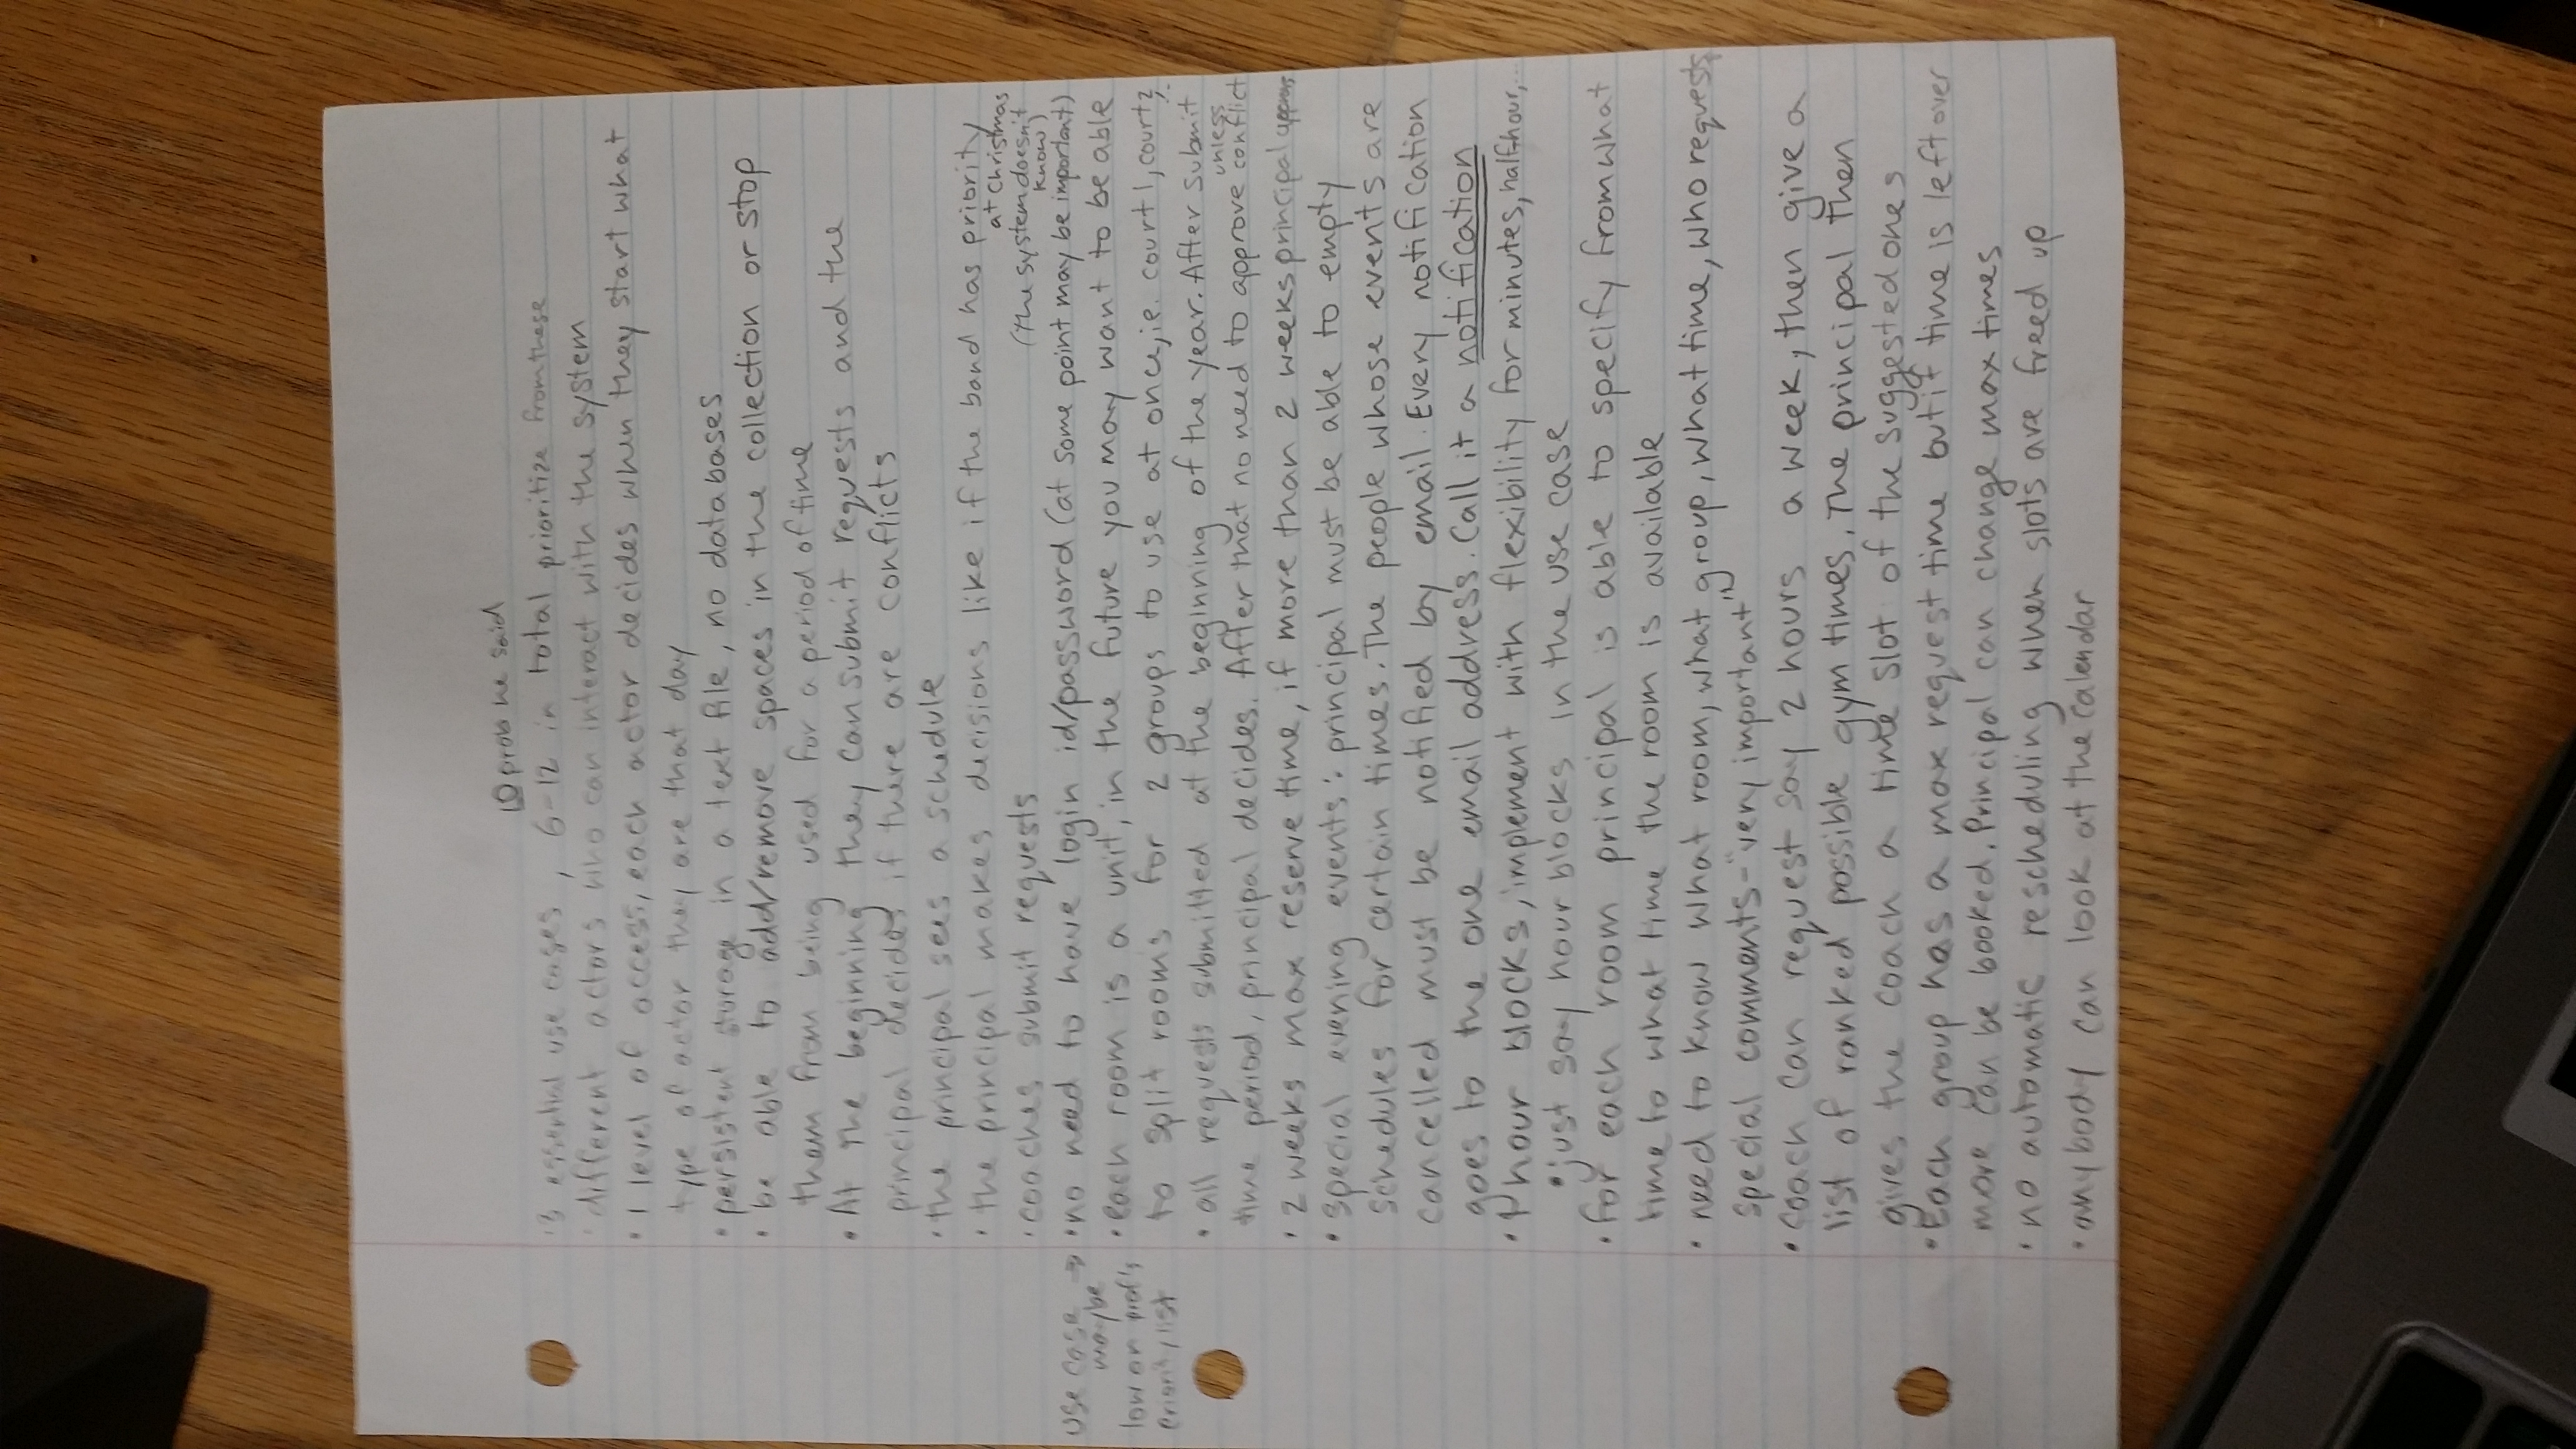 10 prob he said
·3 essential use cases, 6-12 in total prioritize from these
· different actors who can interact with the system
· 1 level of access, each actor decides when they start what
type of actor they are that day
· persistent storage in a text file, no databases
· be able to add/remove spaces in the collection or stop
them from being used for a period of time
· At the beginning they can submit requests and the
principal decides if there are conflicts
· the principal sees a schedule
· the principal makes decisions like if the band has priority
at Christmas
· coaches submit requests (the system doesn't
know)
use case → · no need to have login id/password (at some point may be important)
maybe
low on prof's
priority list
· each room is a unit, in the future you may want to be able
to split rooms for 2 groups to use at once, ie. court 1, court 2
· all requests submitted at the beginning of the year. After submit
time period, principal decides. After that no need to approve unless conflict
· 2 weeks max reserve time, if more than 2 weeks principal approves
· special evening events: principal must be able to empty
schedules for certain times. The people whose events are
cancelled must be notified by email. Every notification
goes to the one email address. Call it a notification
· 1 hour blocks, implement with flexibility for minutes, half-hour,...
· just say hour blocks in the use case
· for each room principal is able to specify from what
time to what time the room is available
· need to know what room, what group, what time, who requests,
special comments - "very important"
· coach can request say 2 hours a week, then give a
list of ranked possible gym times. The principal then
gives the coach a time slot of the suggested ones
· Each group has a max request time but if time is left over
more can be booked. Principal can change max times
· no automatic rescheduling when slots are freed up
· anybody can look at the calendar